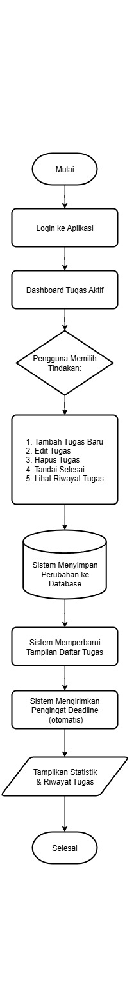 Mulai
Login ke Aplikasi
Dashboard Tugas Aktif
Pengguna Memilih
Tindakan:
1. Tambah Tugas Baru
2. Edit Tugas
3. Hapus Tugas
4. Tandai Selesai
5. Lihat Riwayat Tugas
Sistem Menyimpan
Perubahan ke
Database
Sistem Memperbarui
Tampilan Daftar Tugas
Sistem Mengirimkan
Pengingat Deadline
(otomatis)
Tampilkan Statistik
& Riwayat Tugas
Selesai